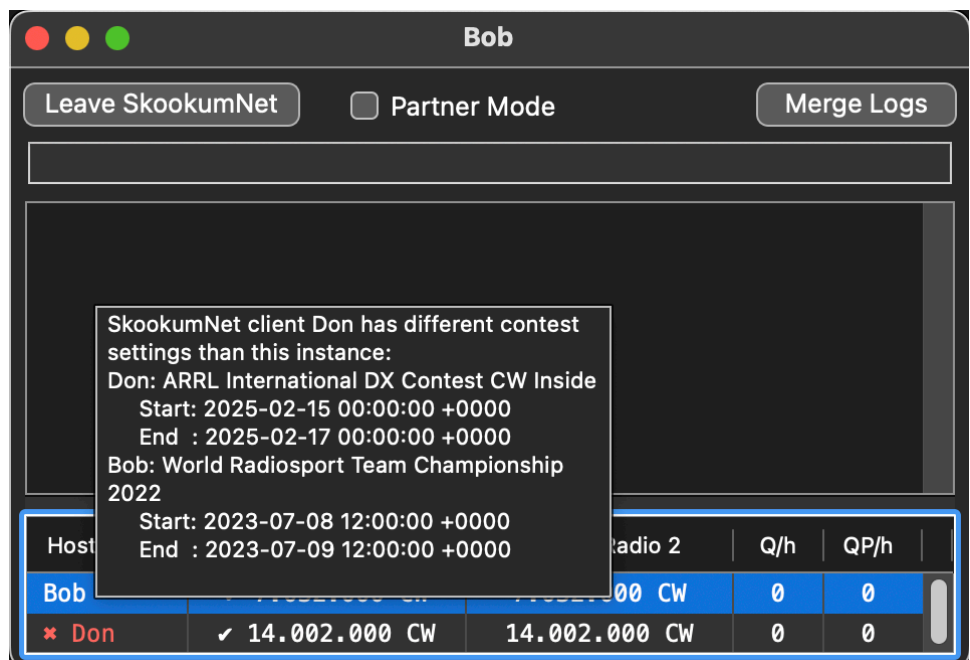 Bob
Leave SkookumNet Partner Mode Merge Logs
SkookumNet client Don has different contest
settings than this instance:
Don: ARRL International DX Contest CW Inside
Start: 2025-02-15 00:00:00 +0000
End : 2025-02-17 00:00:00 +0000
Bob: World Radiosport Team Championship
2022
Start: 2023-07-08 12:00:00 +0000
End : 2023-07-09 12:00:00 +0000
Host Radio 2 Q/h QP/h
Bob CW 0 0
✖ Don ✔ 14.002.000 CW 14.002.000 CW 0 0